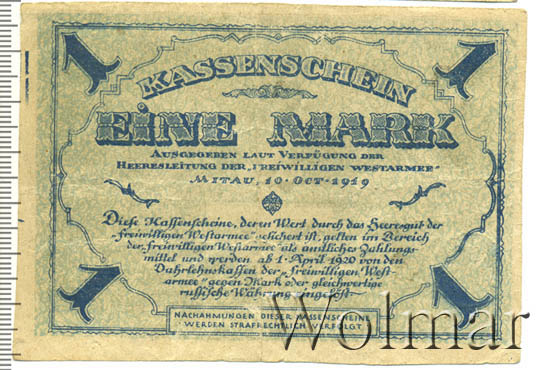 1 1
KASSENSCHEIN
EINE MARK
AUSGEGEBEN LAUT VERFÜGUNG DER
HEERESLEITUNG DER „FREIWILLIGEN WESTARMEE“
MITAU, 10·OCT·1919
Diese Kassenscheine, deren Wert durch das Heeresgut der
„freiwilligen Westarmee“ gesichert ist, gelten im Bereich
der „freiwilligen Westarmee“ als amtliches Zahlungs-
mittel und werden ab 1·April 1920 von den
Darlehnskassen der „freiwilligen West-
armee“ gegen Mark oder gleichwertige
russische Währung eingelöst·
1 1
NACHAHMUNGEN DIESER KASSENSCHEINE
WERDEN STRAFRECHTLICH VERFOLGT
Wolmar